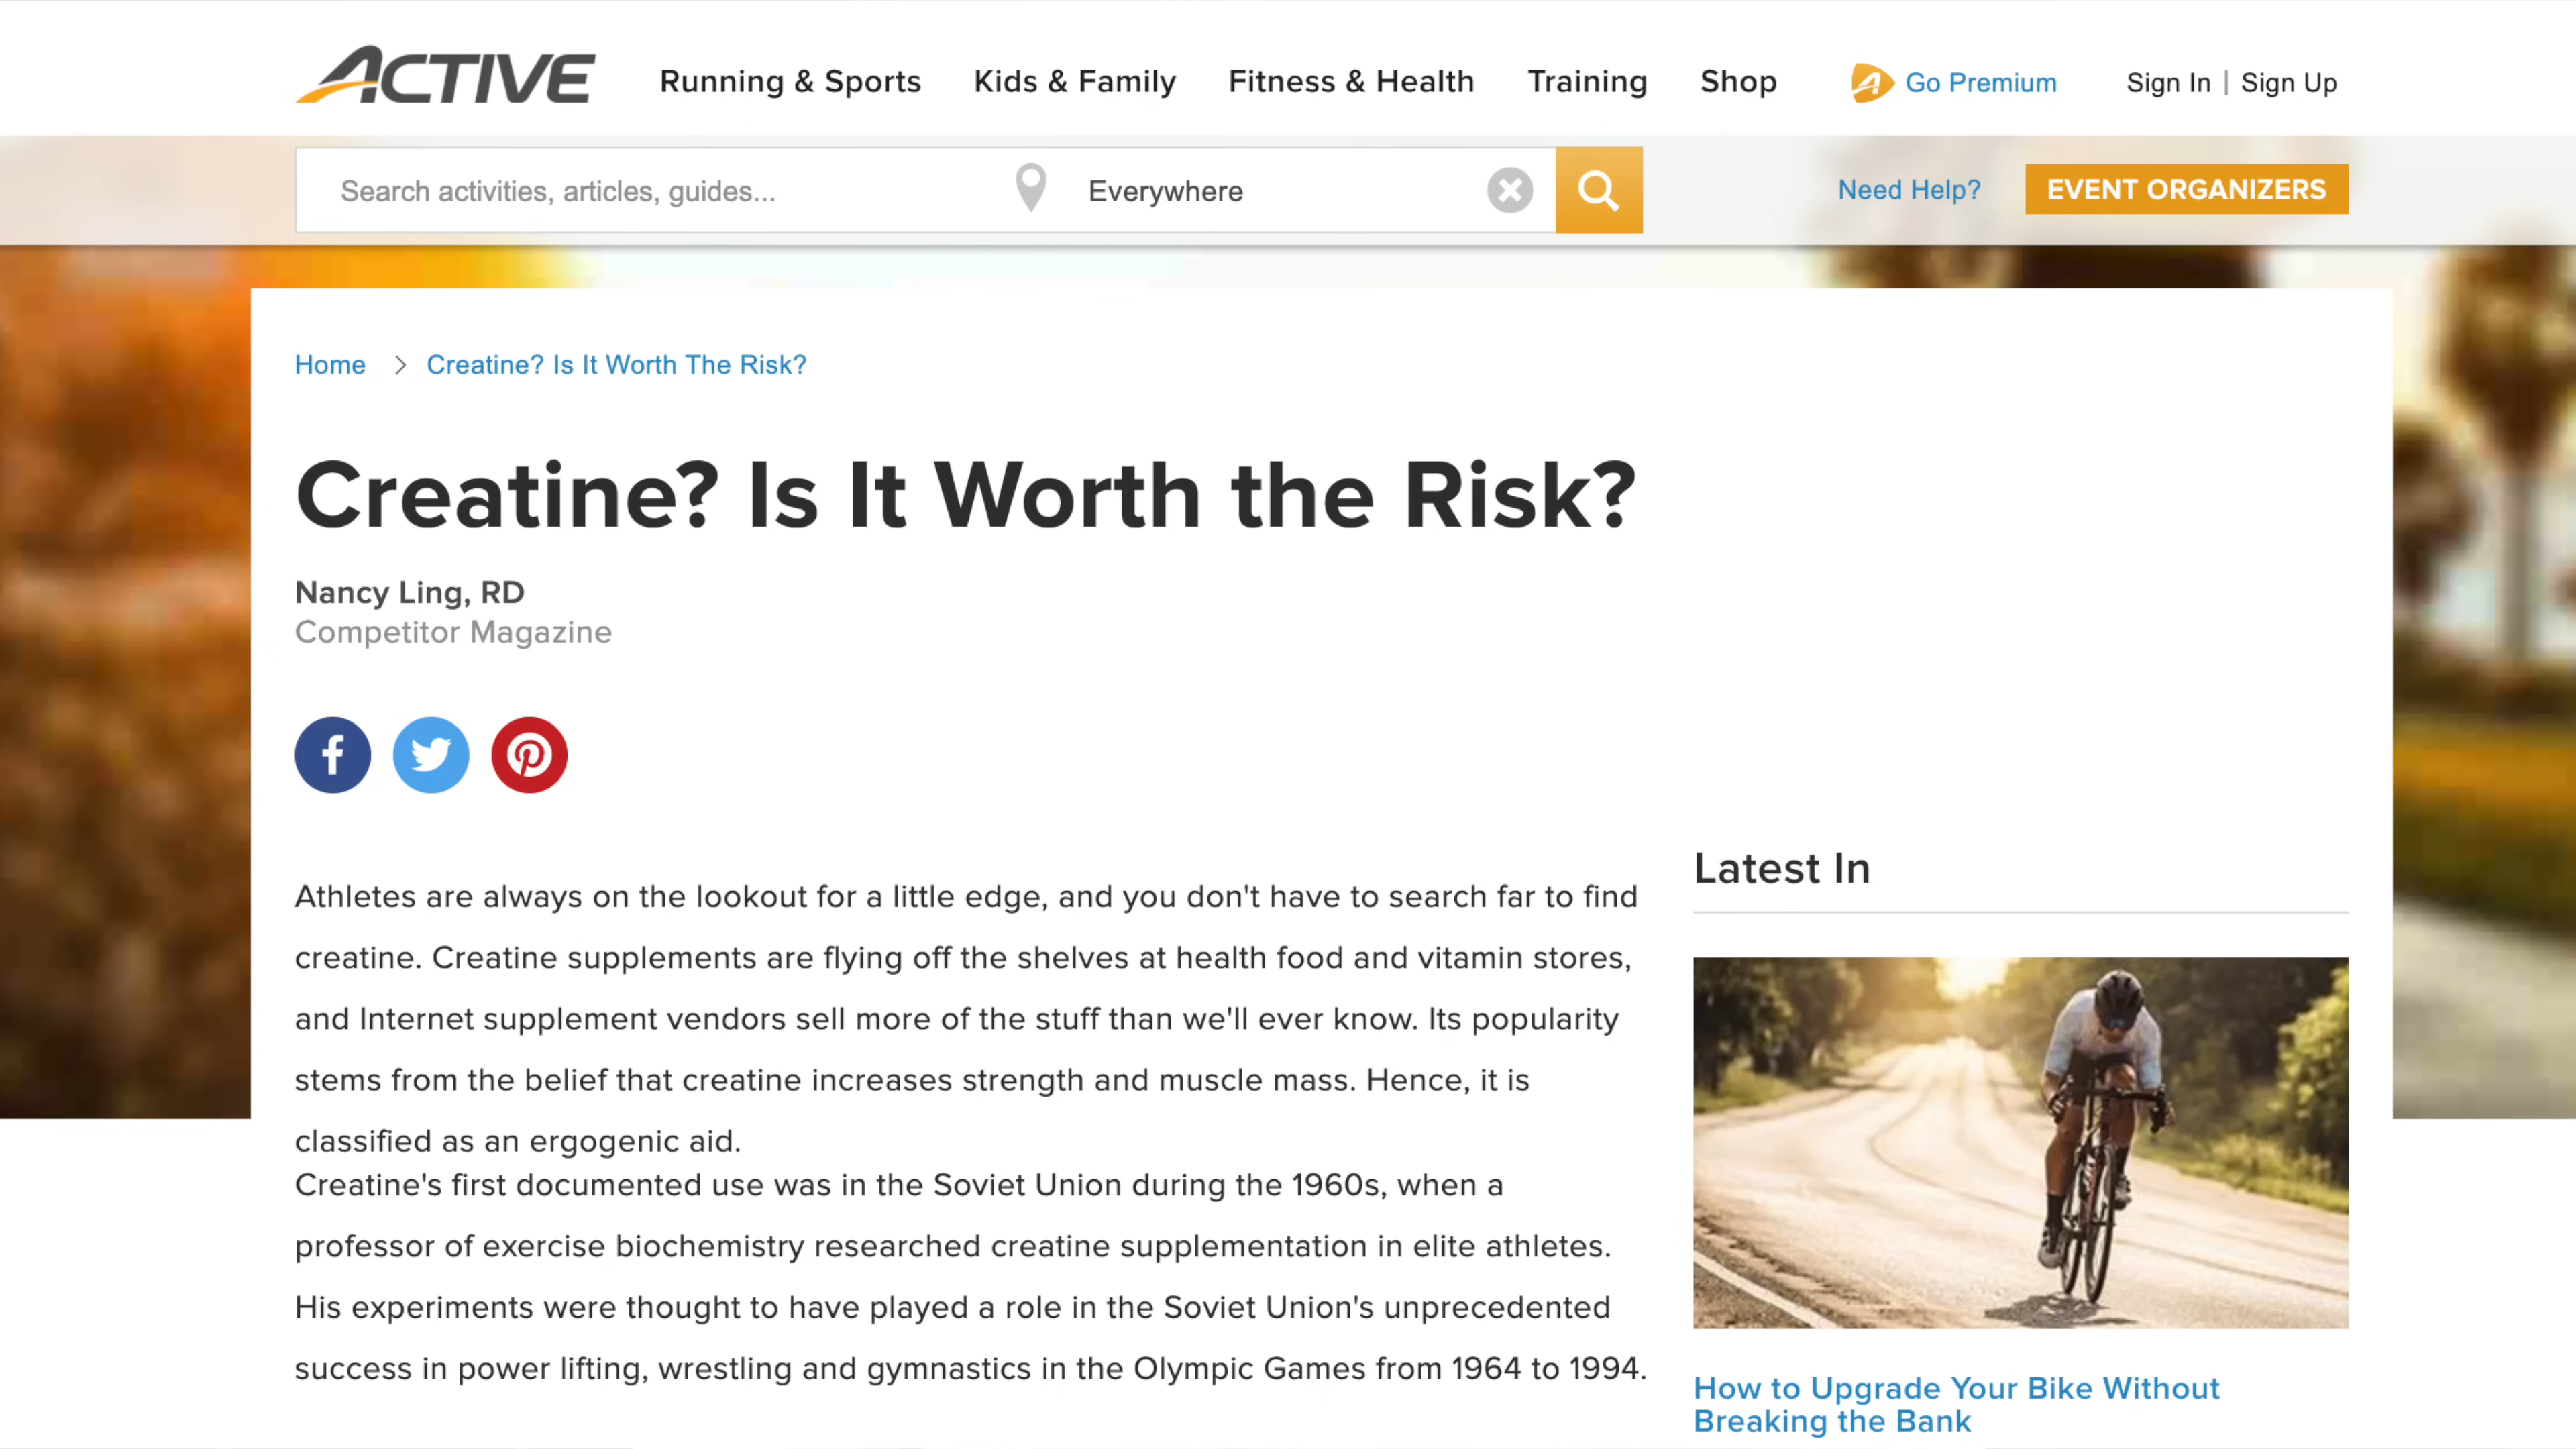 ACTIVE
Running & Sports
Kids & Family
Fitness & Health
Training
Shop
Go Premium
Sign In | Sign Up
Search activities, articles, guides...
Everywhere
Need Help?
EVENT ORGANIZERS
Home > Creatine? Is It Worth The Risk?
Creatine? Is It Worth the Risk?
Nancy Ling, RD
Competitor Magazine
Athletes are always on the lookout for a little edge, and you don't have to search far to find
creatine. Creatine supplements are flying off the shelves at health food and vitamin stores,
and Internet supplement vendors sell more of the stuff than we'll ever know. Its popularity
stems from the belief that creatine increases strength and muscle mass. Hence, it is
classified as an ergogenic aid.
Creatine's first documented use was in the Soviet Union during the 1960s, when a
professor of exercise biochemistry researched creatine supplementation in elite athletes.
His experiments were thought to have played a role in the Soviet Union's unprecedented
success in power lifting, wrestling and gymnastics in the Olympic Games from 1964 to 1994.
Latest In
How to Upgrade Your Bike Without
Breaking the Bank